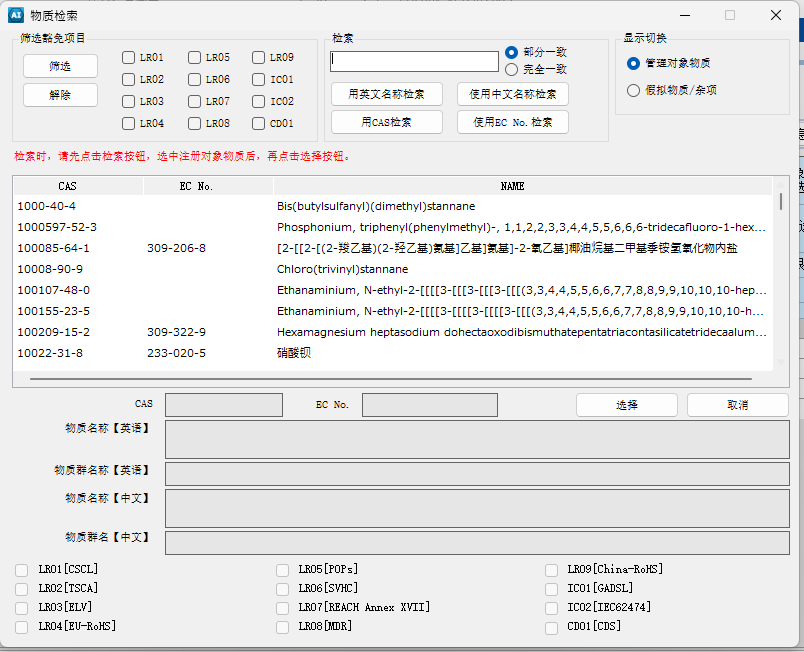 AI 物质检索
筛选豁免项目
筛选
解除
LR01 LR05 LR09
LR02 LR06 IC01
LR03 LR07 IC02
LR04 LR08 CD01
检索
部分一致
完全一致
用英文名称检索 使用中文名称检索
用CAS检索 使用EC No.检索
显示切换
管理对象物质
假拟物质/杂项
检索时，请先点击检索按钮，选中注册对象物质后，再点击选择按钮。
CAS EC No. NAME
1000-40-4 Bis(butylsulfanyl)(dimethyl)stannane
1000597-52-3 Phosphonium, triphenyl(phenylmethyl)-, 1,1,2,2,3,3,4,4,5,5,6,6,6-tridecafluoro-1-hex...
100085-64-1 309-206-8 [2-[[2-[(2-羧乙基)(2-羟乙基)氨基]乙基]氨基]-2-氧乙基]椰油烷基二甲基季铵氢氧化物内盐
10008-90-9 Chloro(trivinyl)stannane
100107-48-0 Ethanaminium, N-ethyl-2-[[[[3-[[[3-[[[3-[[[(3,3,4,4,5,5,6,6,7,7,8,8,9,9,10,10,10-hep...
100155-23-5 Ethanaminium, N-ethyl-2-[[[[3-[[[[3-[[[[3-[[[(3,3,4,4,5,5,6,6,7,7,8,8,9,9,10,10,10-h...
100209-15-2 309-322-9 Hexamagnesium heptasodium dohectaoxodibismuthatepentatriacontasilicatetridecaalum...
10022-31-8 233-020-5 硝酸钡
CAS EC No. 选择 取消
物质名称【英语】
物质群名称【英语】
物质名称【中文】
物质群名【中文】
LR01[CSCL] LR05[POPs] LR09[China-RoHS]
LR02[TSCA] LR06[SVHC] IC01[GADSL]
LR03[ELV] LR07[REACH Annex XVII] IC02[IEC62474]
LR04[EU-RoHS] LR08[MDR] CD01[CDS]